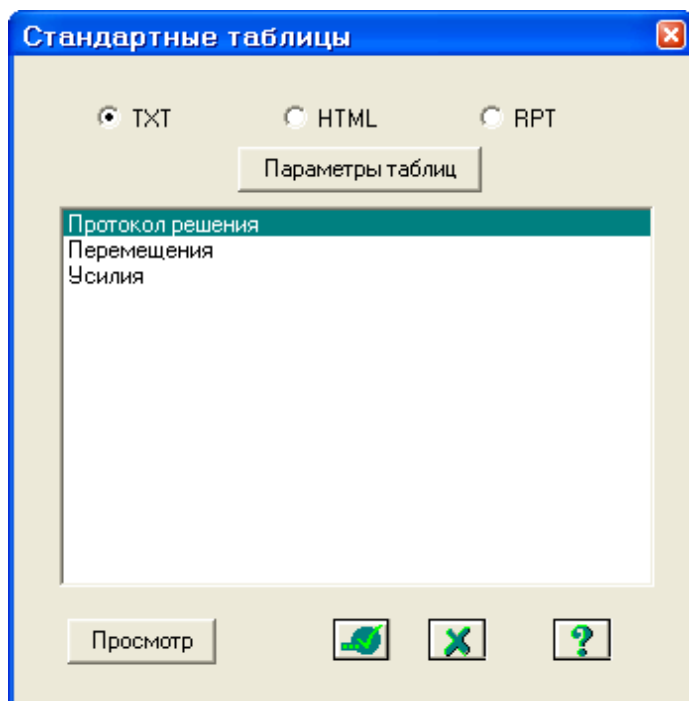 Стандартные таблицы
TXT HTML RPT
Параметры таблиц
Протокол решения
Перемещения
Усилия
Просмотр
?